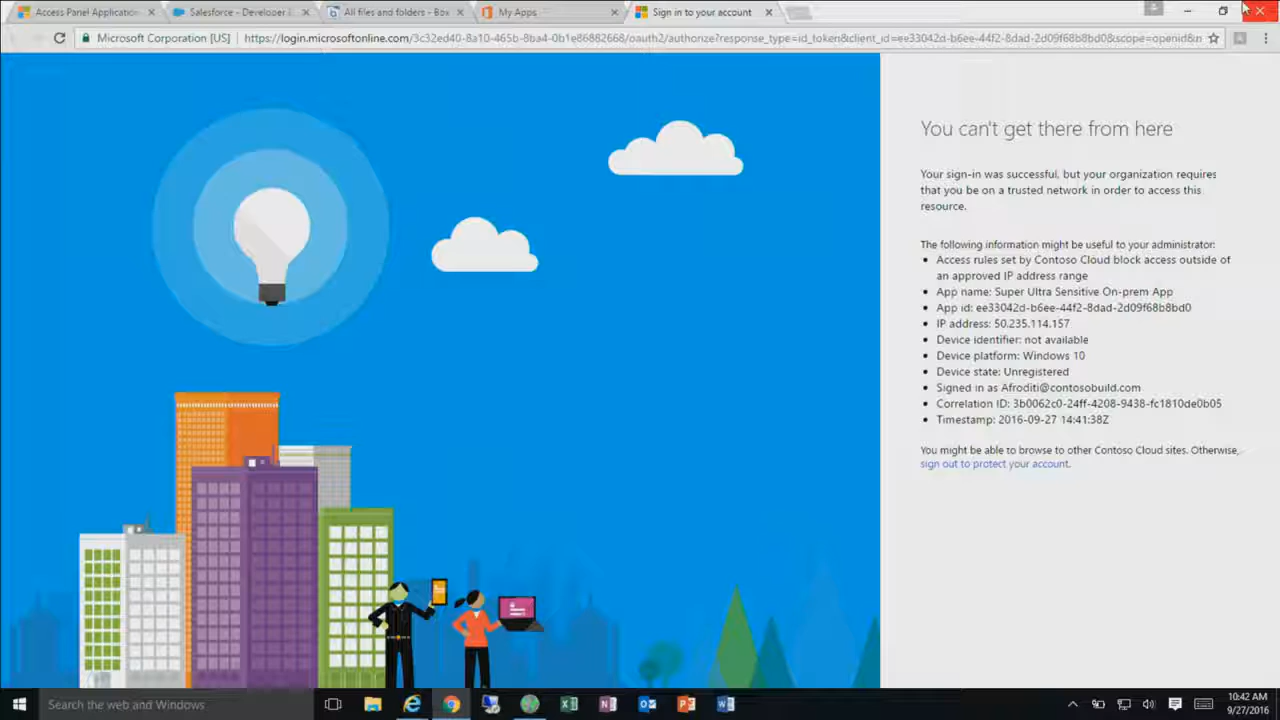 Access Panel Application
Salesforce - Developer
All files and folders - Box
My Apps
Sign in to your account
Microsoft Corporation [US]
https://login.microsoftonline.com/3c32ed40-8a10-465b-8ba4-0b1e86882668/oauth2/authorize?response_type=id_token&client_id=ee33042d-b6ee-44f2-8dad-2d09f68b8bd0&scope=openid&n
You can't get there from here
Your sign-in was successful, but your organization requires
that you be on a trusted network in order to access this
resource.
The following information might be useful to your administrator:
Access rules set by Contoso Cloud block access outside of
an approved IP address range
App name: Super Ultra Sensitive On-prem App
App id: ee33042d-b6ee-44f2-8dad-2d09f68b8bd0
IP address: 50.235.114.157
Device identifier: not available
Device platform: Windows 10
Device state: Unregistered
Signed in as Afroditi@contosobuild.com
Correlation ID: 3b0062c0-24ff-4208-9438-fc1810de0b05
Timestamp: 2016-09-27 14:41:38Z
You might be able to browse to other Contoso Cloud sites. Otherwise,
sign out to protect your account.
Search the web and Windows
10:42 AM
9/27/2016